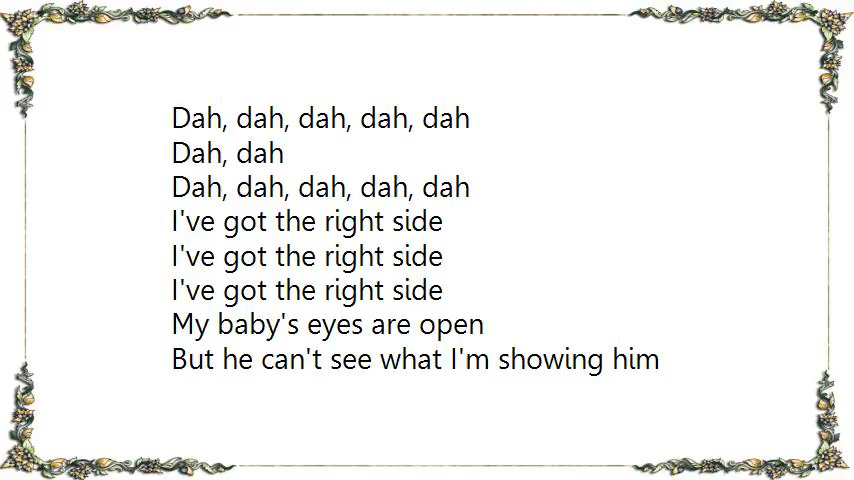 Dah, dah, dah, dah, dah
Dah, dah
Dah, dah, dah, dah, dah
I've got the right side
I've got the right side
I've got the right side
My baby's eyes are open
But he can't see what I'm showing him